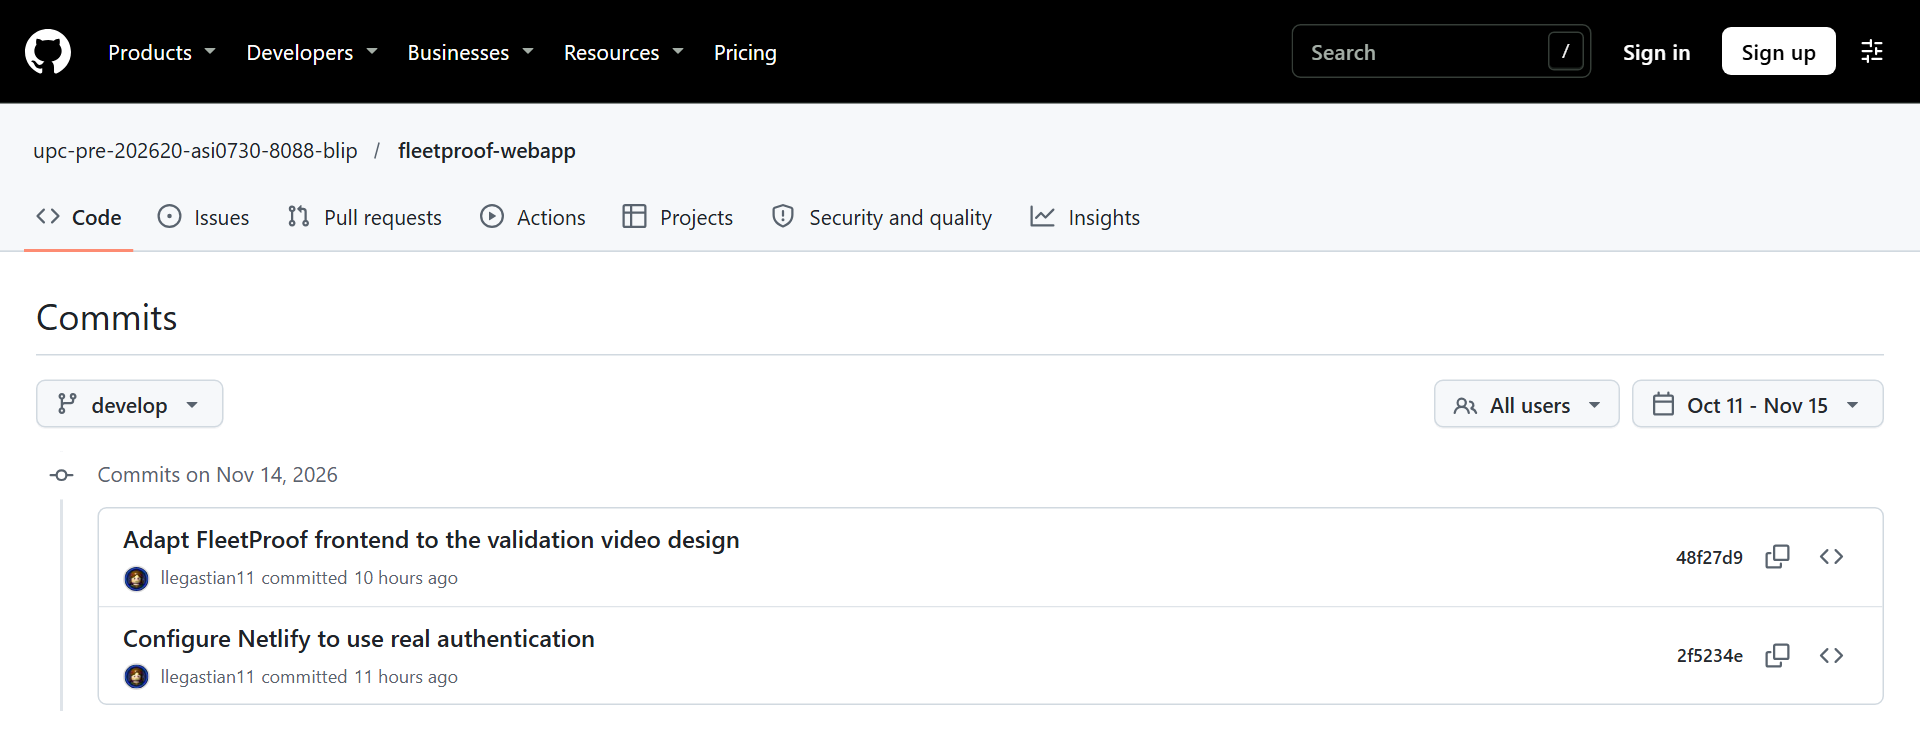 Products Developers Businesses Resources Pricing Search / Sign in Sign up
upc-pre-202620-asi0730-8088-blip / fleetproof-webapp
Code Issues Pull requests Actions Projects Security and quality Insights
Commits
develop All users Oct 11 - Nov 15
Commits on Nov 14, 2026
Adapt FleetProof frontend to the validation video design
llegastian11 committed 10 hours ago
48f27d9
Configure Netlify to use real authentication
llegastian11 committed 11 hours ago
2f5234e